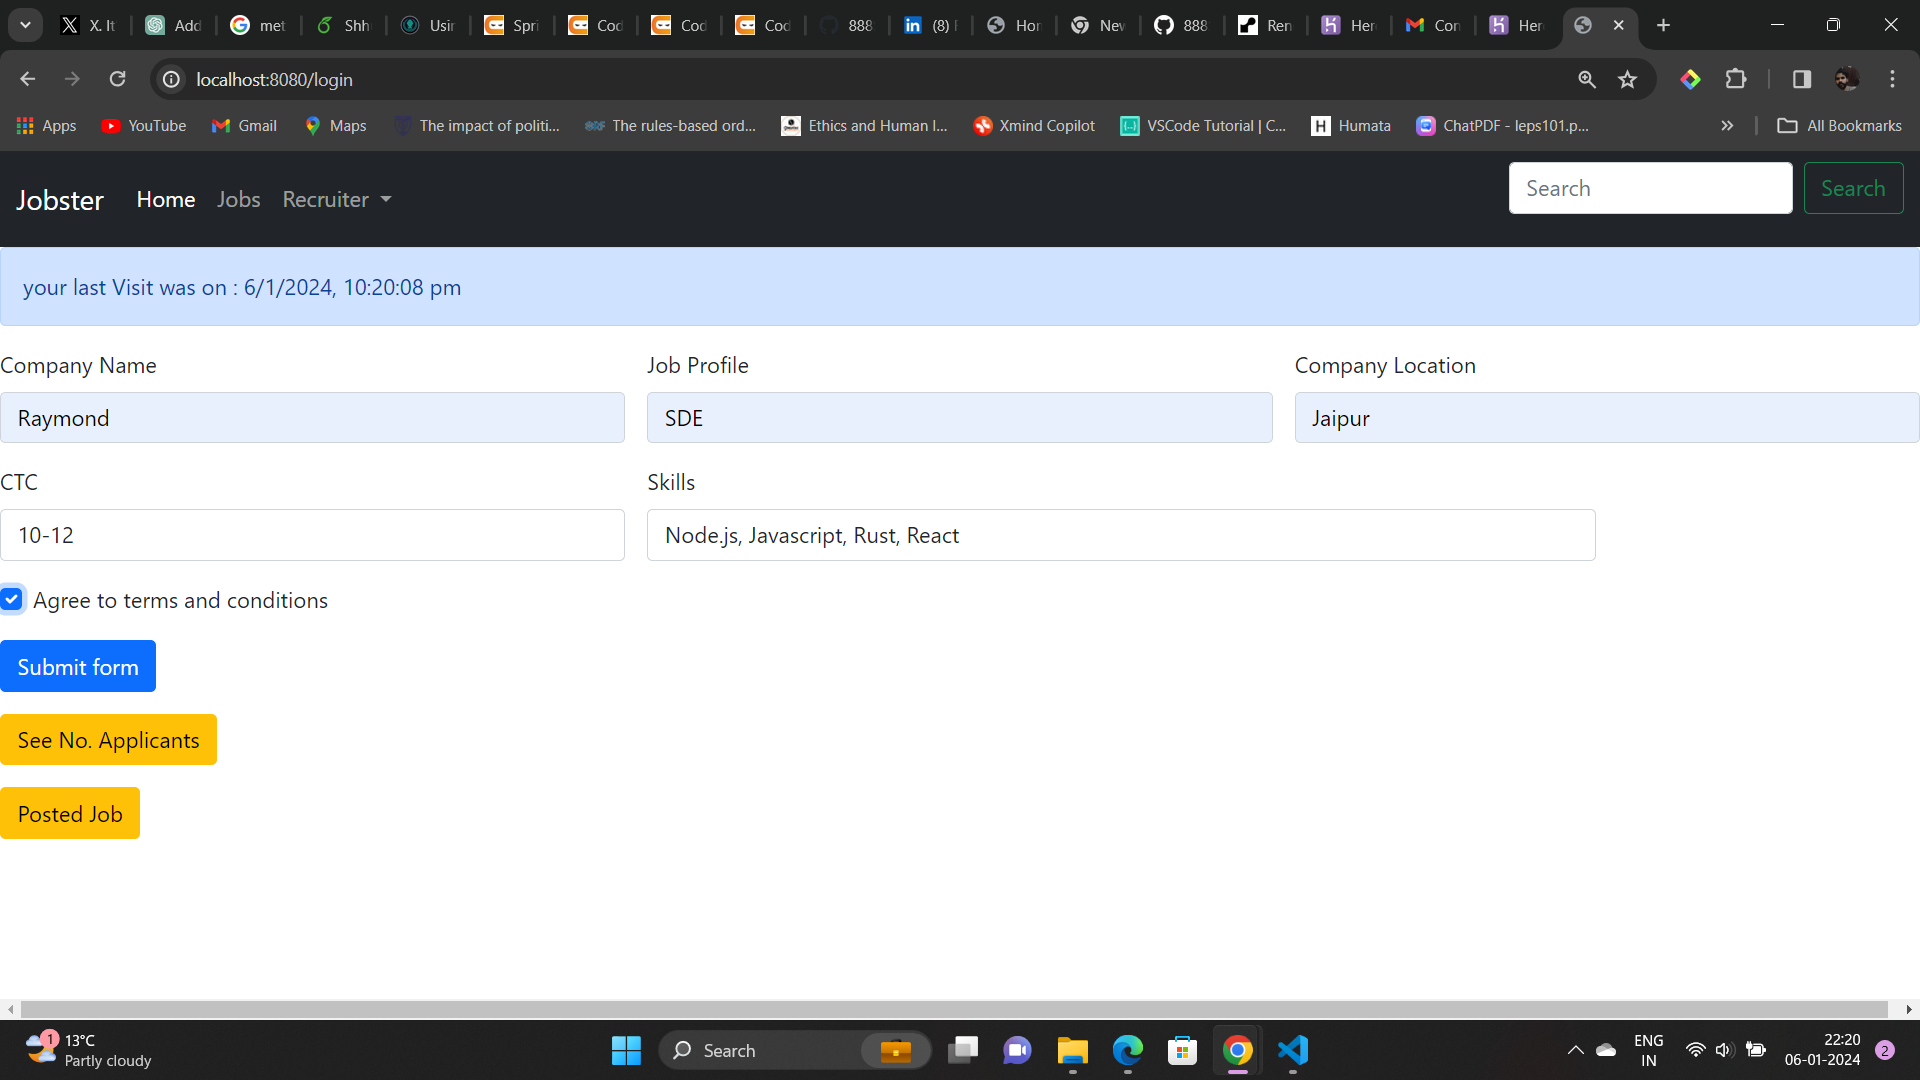 X. It
Add
met
Shh
Usir
Spri
Cod
Cod
Cod
888
(8) F
Hor
Nev
888
Ren
Her
Con
Her
localhost:8080/login
Apps
YouTube
Gmail
Maps
The impact of politi...
The rules-based ord...
Ethics and Human I...
Xmind Copilot
VSCode Tutorial | C...
Humata
ChatPDF - leps101.p...
All Bookmarks
Jobster
Home
Jobs
Recruiter
Search
Search
your last Visit was on : 6/1/2024, 10:20:08 pm
Company Name
Job Profile
Company Location
Raymond
SDE
Jaipur
CTC
Skills
10-12
Node.js, Javascript, Rust, React
Agree to terms and conditions
Submit form
See No. Applicants
Posted Job
1
13°C
Partly cloudy
Search
ENG
IN
22:20
06-01-2024
2